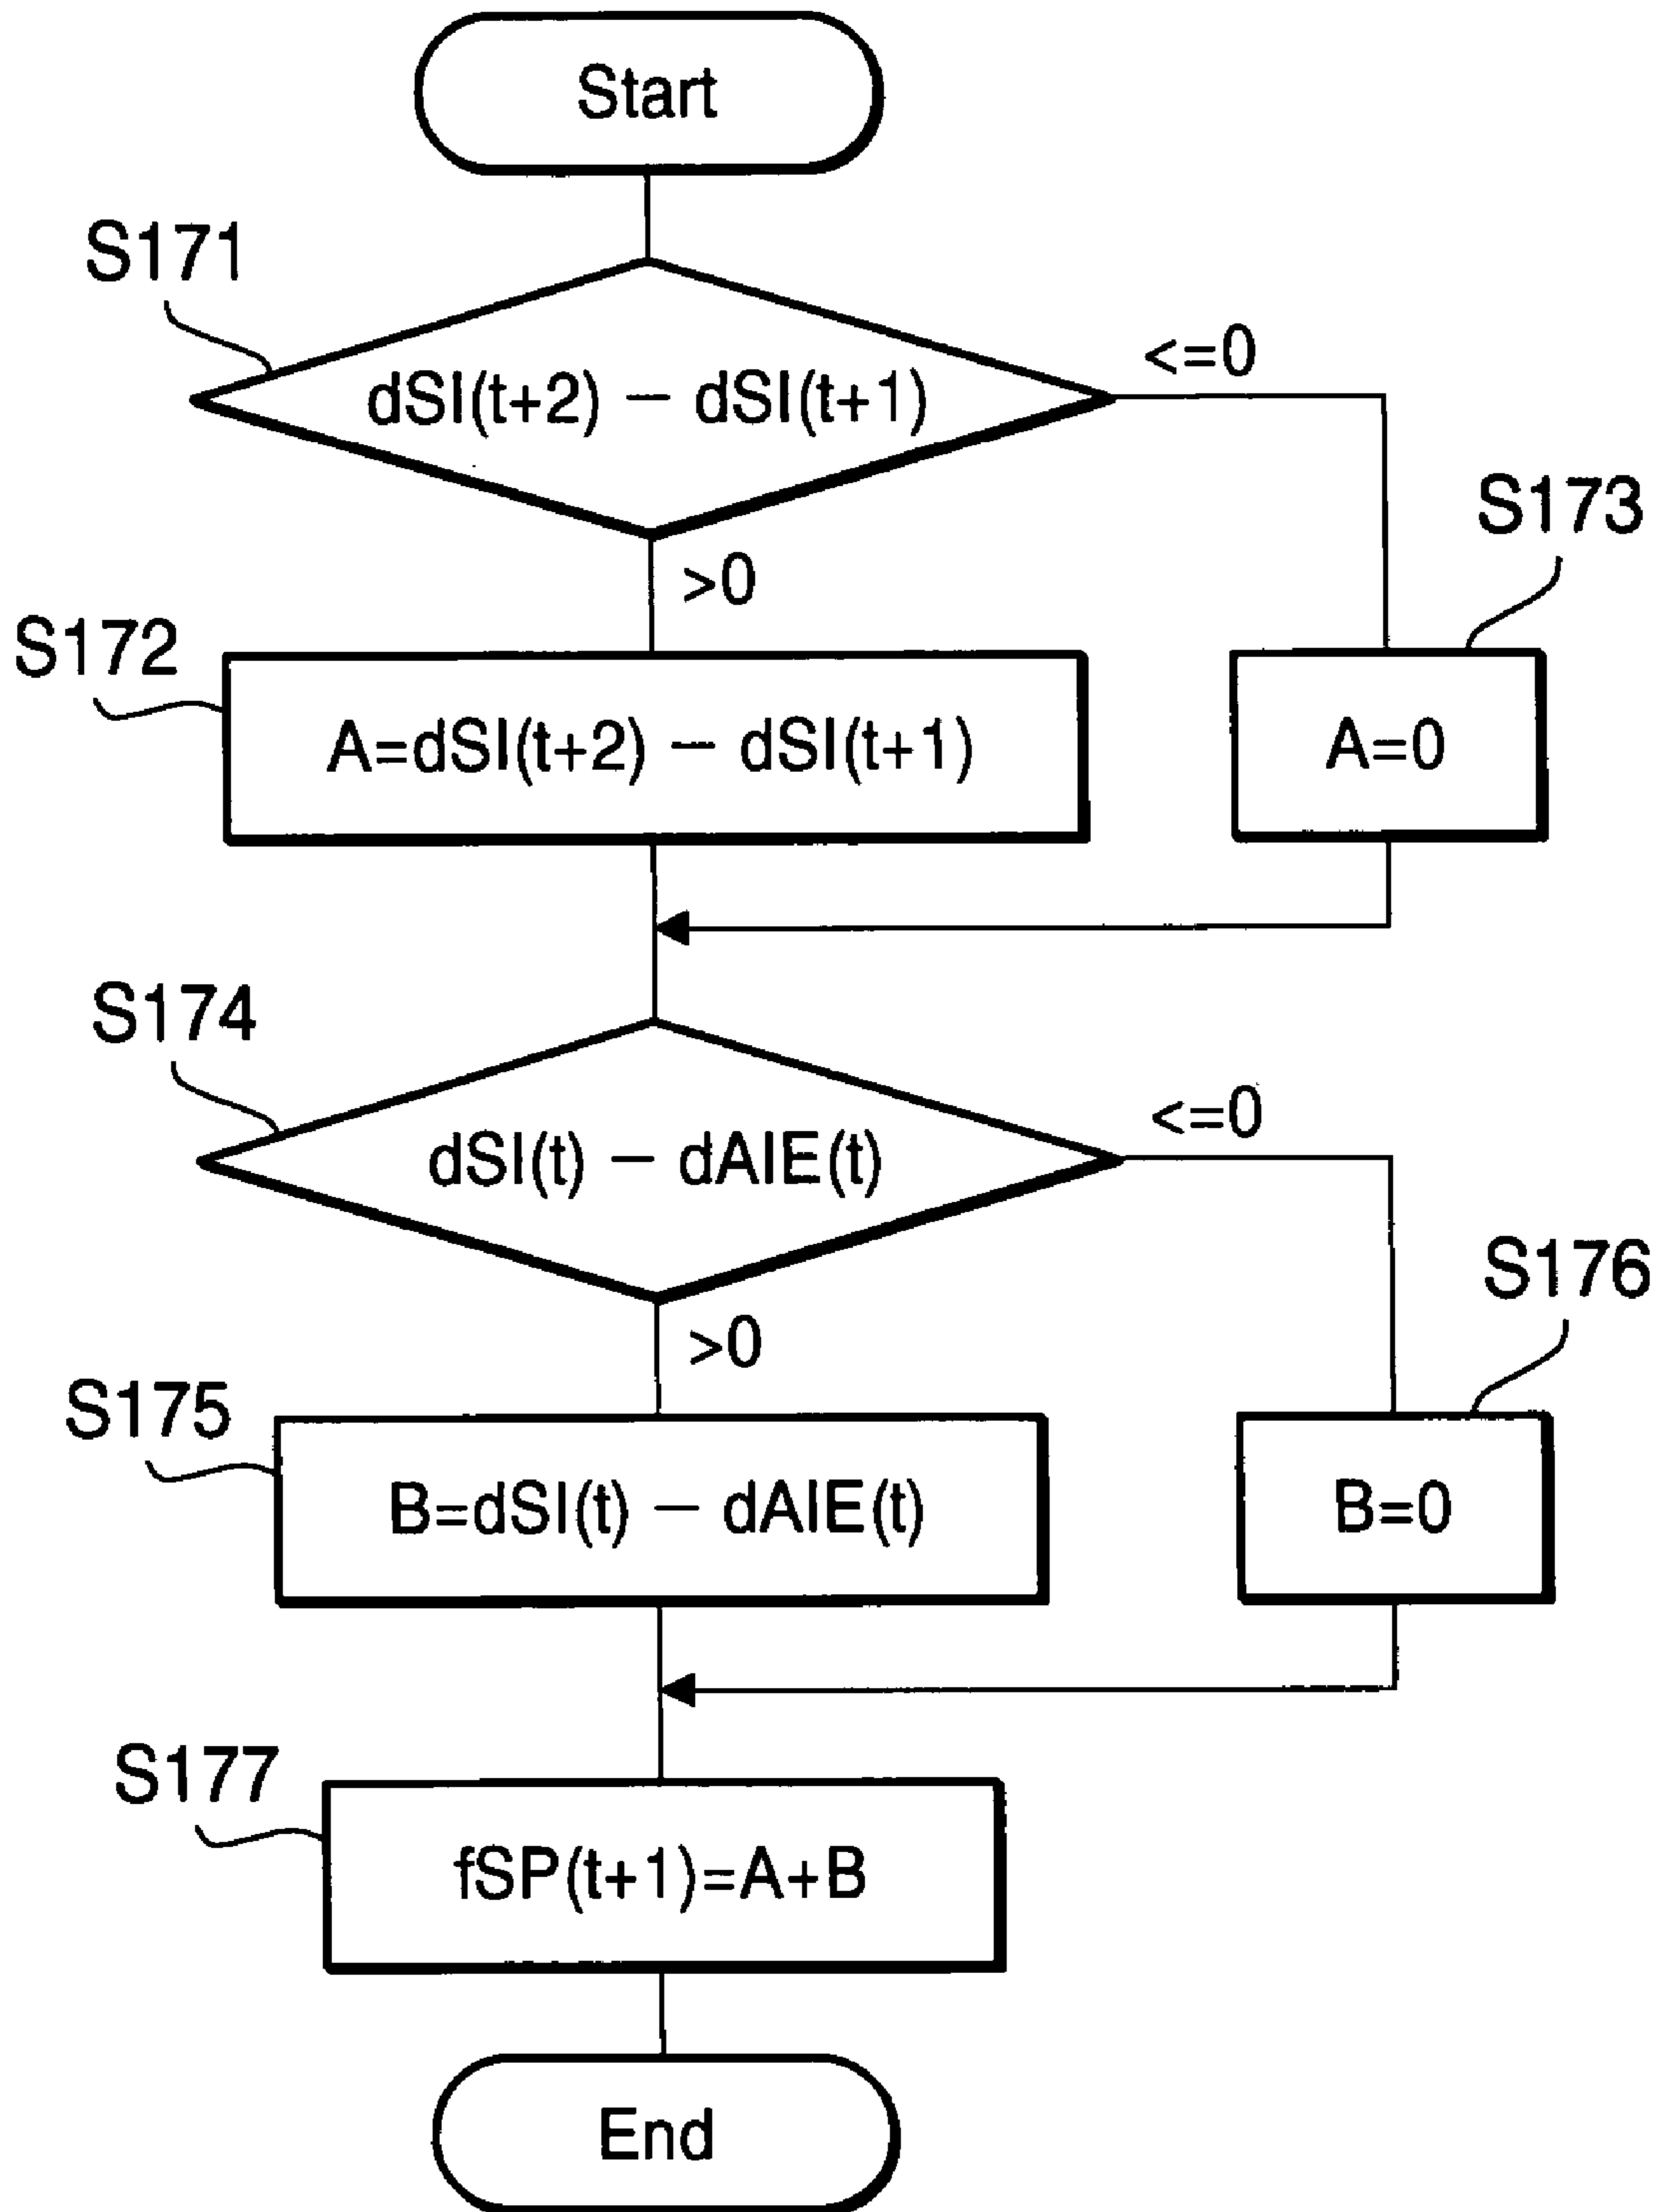 Start
S171
dSI(t+2) – dSI(t+1)
<=0
>0
S173
S172
A=dSI(t+2) – dSI(t+1)
A=0
S174
dSI(t) – dAIE(t)
<=0
>0
S176
S175
B=dSI(t) – dAIE(t)
B=0
S177
fSP(t+1)=A+B
End